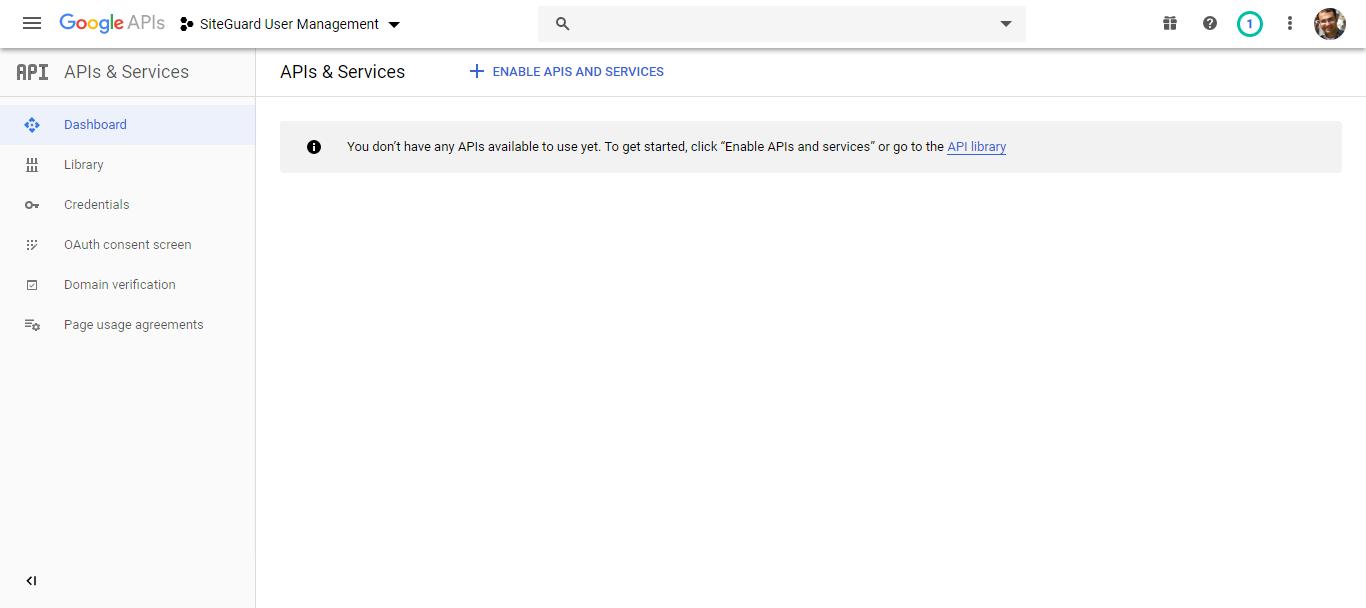 Google APIs
SiteGuard User Management
1
API
APIs & Services
APIs & Services
ENABLE APIS AND SERVICES
Dashboard
Library
Credentials
OAuth consent screen
Domain verification
Page usage agreements
You don’t have any APIs available to use yet. To get started, click “Enable APIs and services” or go to the API library